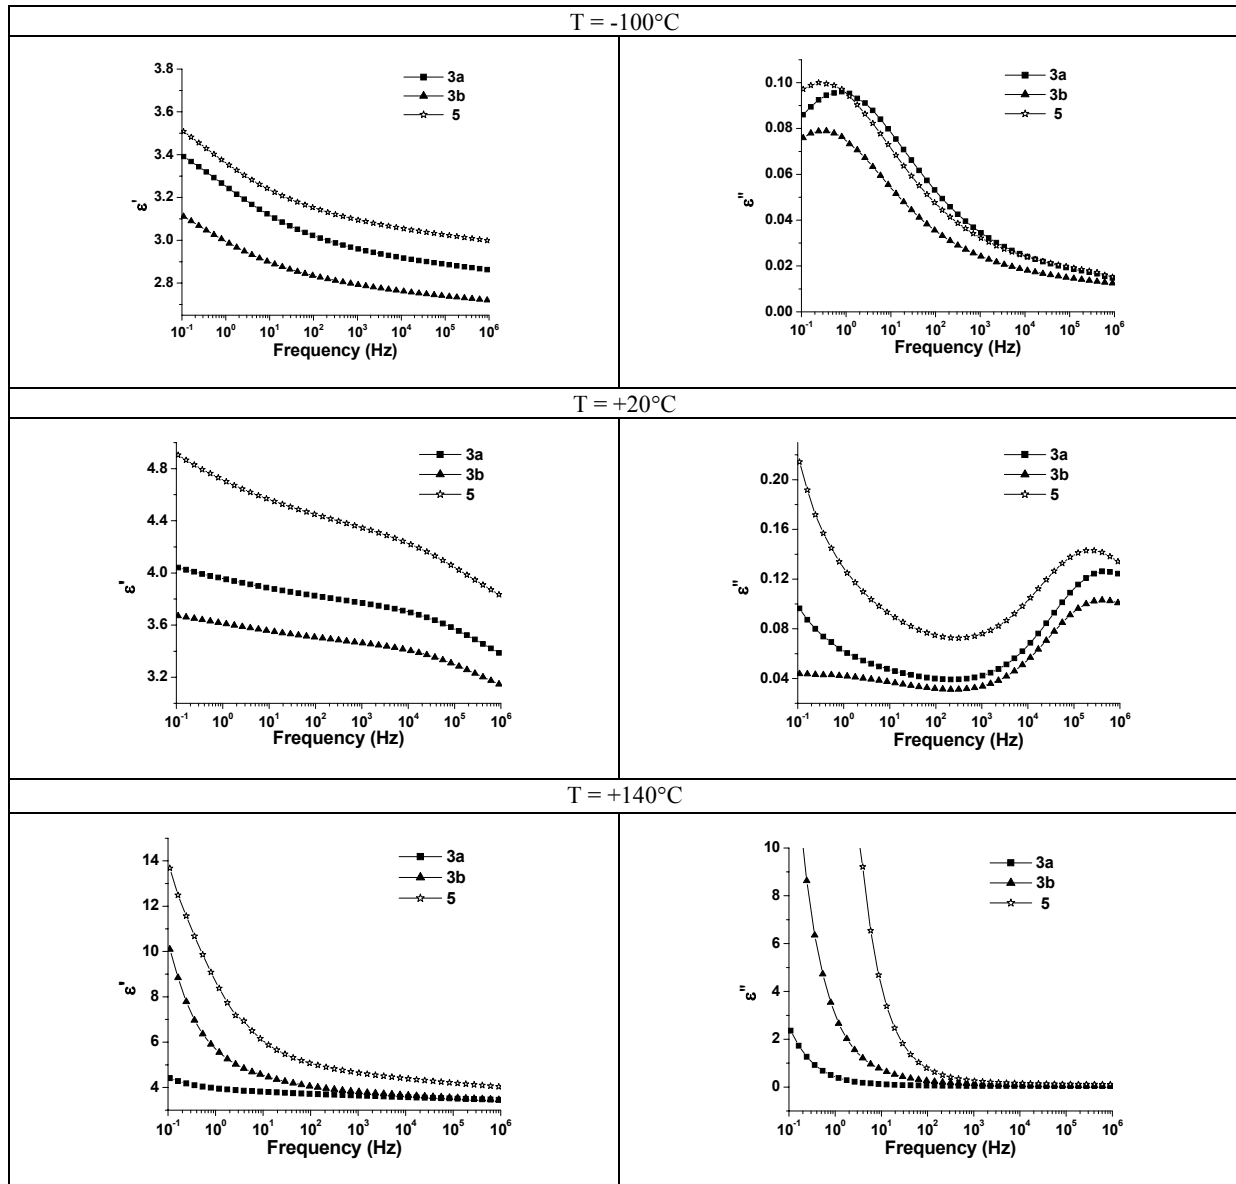 T = -100°C
3.8
3.6
3.4
3.2
3.0
2.8
ε'
10⁻¹ 10⁰ 10¹ 10² 10³ 10⁴ 10⁵ 10⁶
Frequency (Hz)
3a
3b
5
0.10
0.08
0.06
0.04
0.02
0.00
ε"
10⁻¹ 10⁰ 10¹ 10² 10³ 10⁴ 10⁵ 10⁶
Frequency (Hz)
3a
3b
5
T = +20°C
4.8
4.4
4.0
3.6
3.2
ε'
10⁻¹ 10⁰ 10¹ 10² 10³ 10⁴ 10⁵ 10⁶
Frequency (Hz)
3a
3b
5
0.20
0.16
0.12
0.08
0.04
ε"
10⁻¹ 10⁰ 10¹ 10² 10³ 10⁴ 10⁵ 10⁶
Frequency (Hz)
3a
3b
5
T = +140°C
14
12
10
8
6
4
ε'
10⁻¹ 10⁰ 10¹ 10² 10³ 10⁴ 10⁵ 10⁶
Frequency (Hz)
3a
3b
5
10
8
6
4
2
0
ε"
10⁻¹ 10⁰ 10¹ 10² 10³ 10⁴ 10⁵ 10⁶
Frequency (Hz)
3a
3b
5